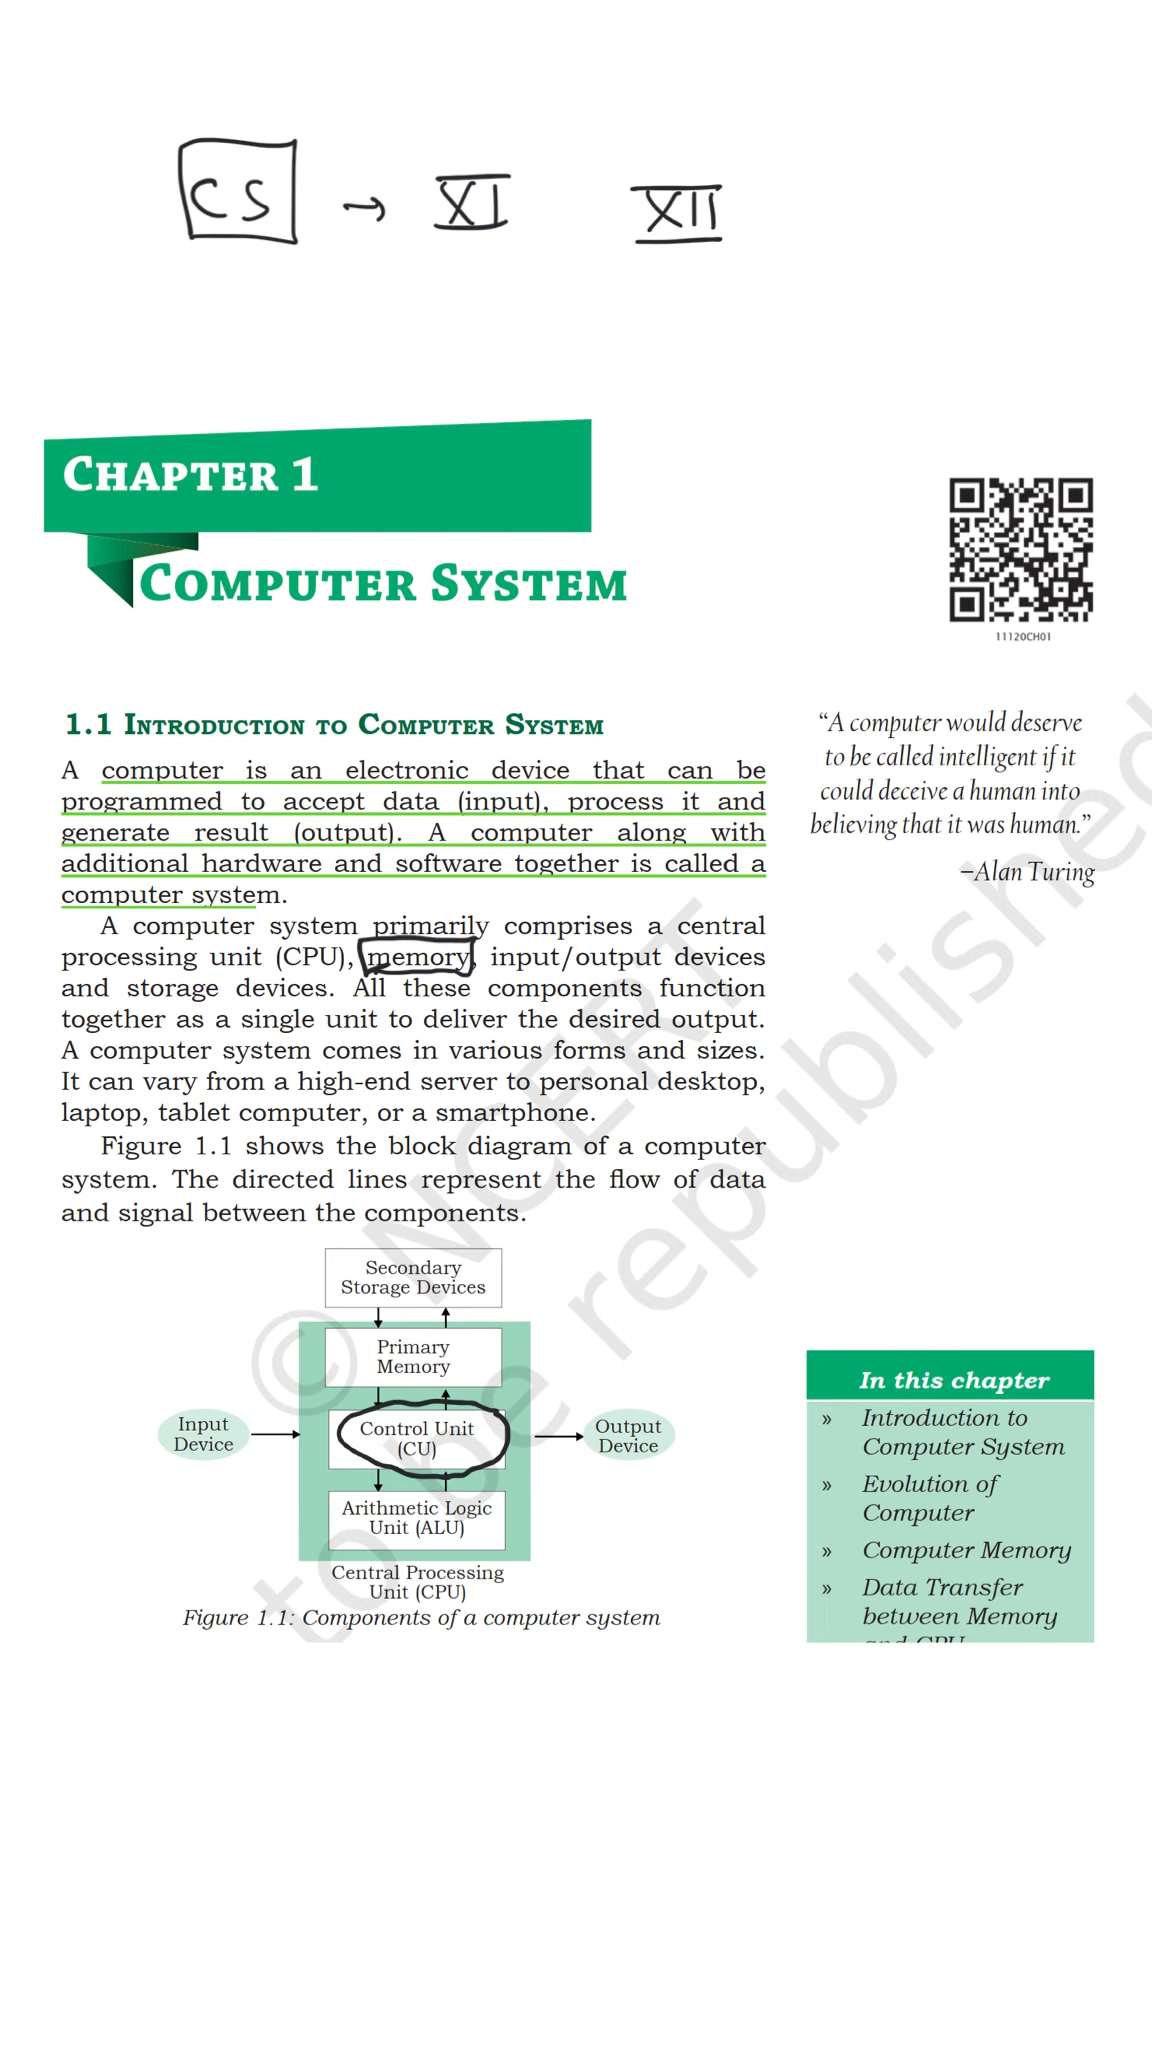 CS → XI XII
CHAPTER 1
COMPUTER SYSTEM
11120CH01
1.1 INTRODUCTION TO COMPUTER SYSTEM
A computer is an electronic device that can be
programmed to accept data (input), process it and
generate result (output). A computer along with
additional hardware and software together is called a
computer system.
A computer system primarily comprises a central
processing unit (CPU), memory, input/output devices
and storage devices. All these components function
together as a single unit to deliver the desired output.
A computer system comes in various forms and sizes.
It can vary from a high-end server to personal desktop,
laptop, tablet computer, or a smartphone.
Figure 1.1 shows the block diagram of a computer
system. The directed lines represent the flow of data
and signal between the components.
“A computer would deserve
to be called intelligent if it
could deceive a human into
believing that it was human.”
–Alan Turing
Secondary
Storage Devices
Primary
Memory
Input
Device
Control Unit
(CU)
Output
Device
Arithmetic Logic
Unit (ALU)
Central Processing
Unit (CPU)
Figure 1.1: Components of a computer system
In this chapter
» Introduction to
Computer System
» Evolution of
Computer
» Computer Memory
» Data Transfer
between Memory
and CPU
© NCERT
to be republished